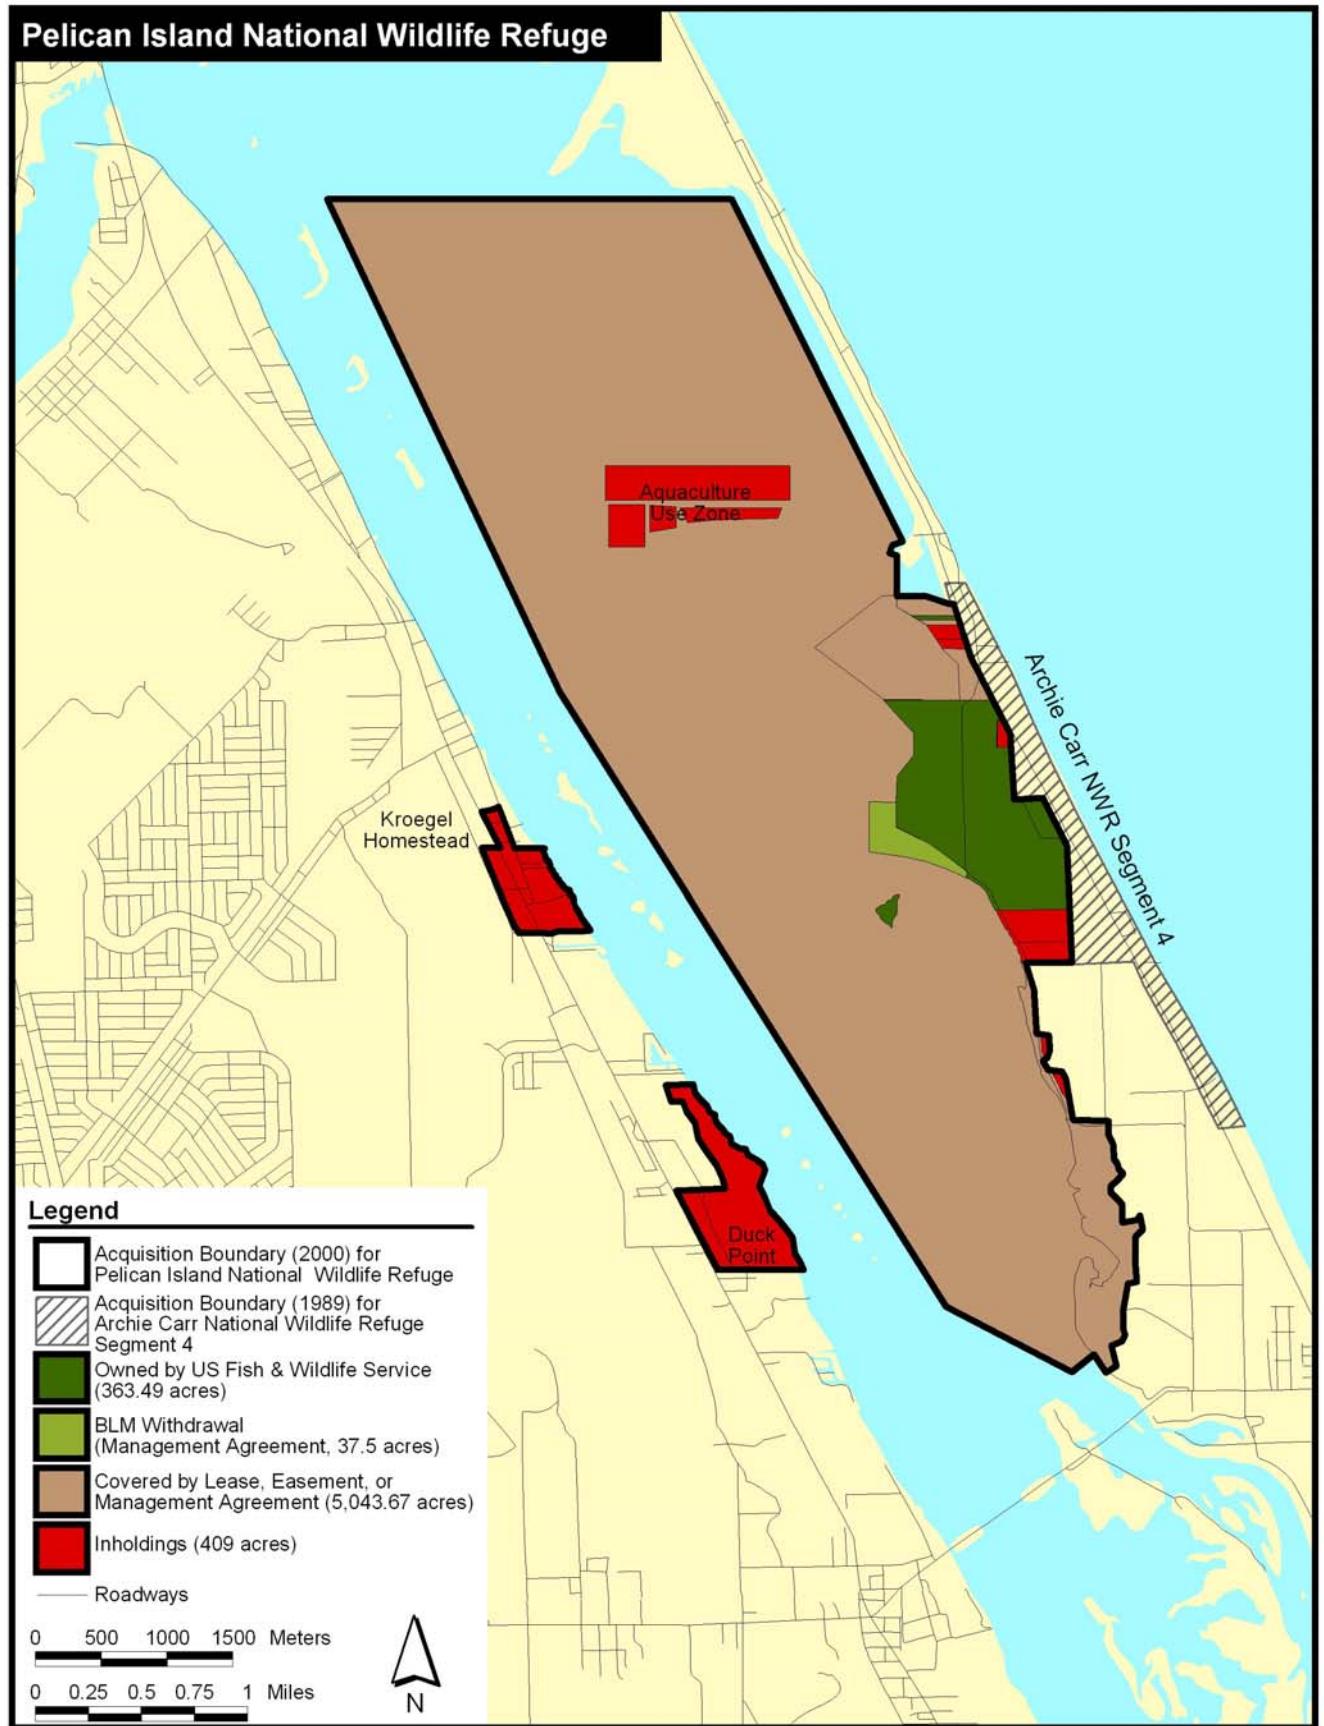 Pelican Island National Wildlife Refuge
Aquaculture
Use Zone
Archie Carr NWR Segment 4
Kroegel
Homestead
Duck
Point
Legend
Acquisition Boundary (2000) for
Pelican Island National Wildlife Refuge
Acquisition Boundary (1989) for
Archie Carr National Wildlife Refuge
Segment 4
Owned by US Fish & Wildlife Service
(363.49 acres)
BLM Withdrawal
(Management Agreement, 37.5 acres)
Covered by Lease, Easement, or
Management Agreement (5,043.67 acres)
Inholdings (409 acres)
Roadways
0 500 1000 1500 Meters
0 0.25 0.5 0.75 1 Miles
N